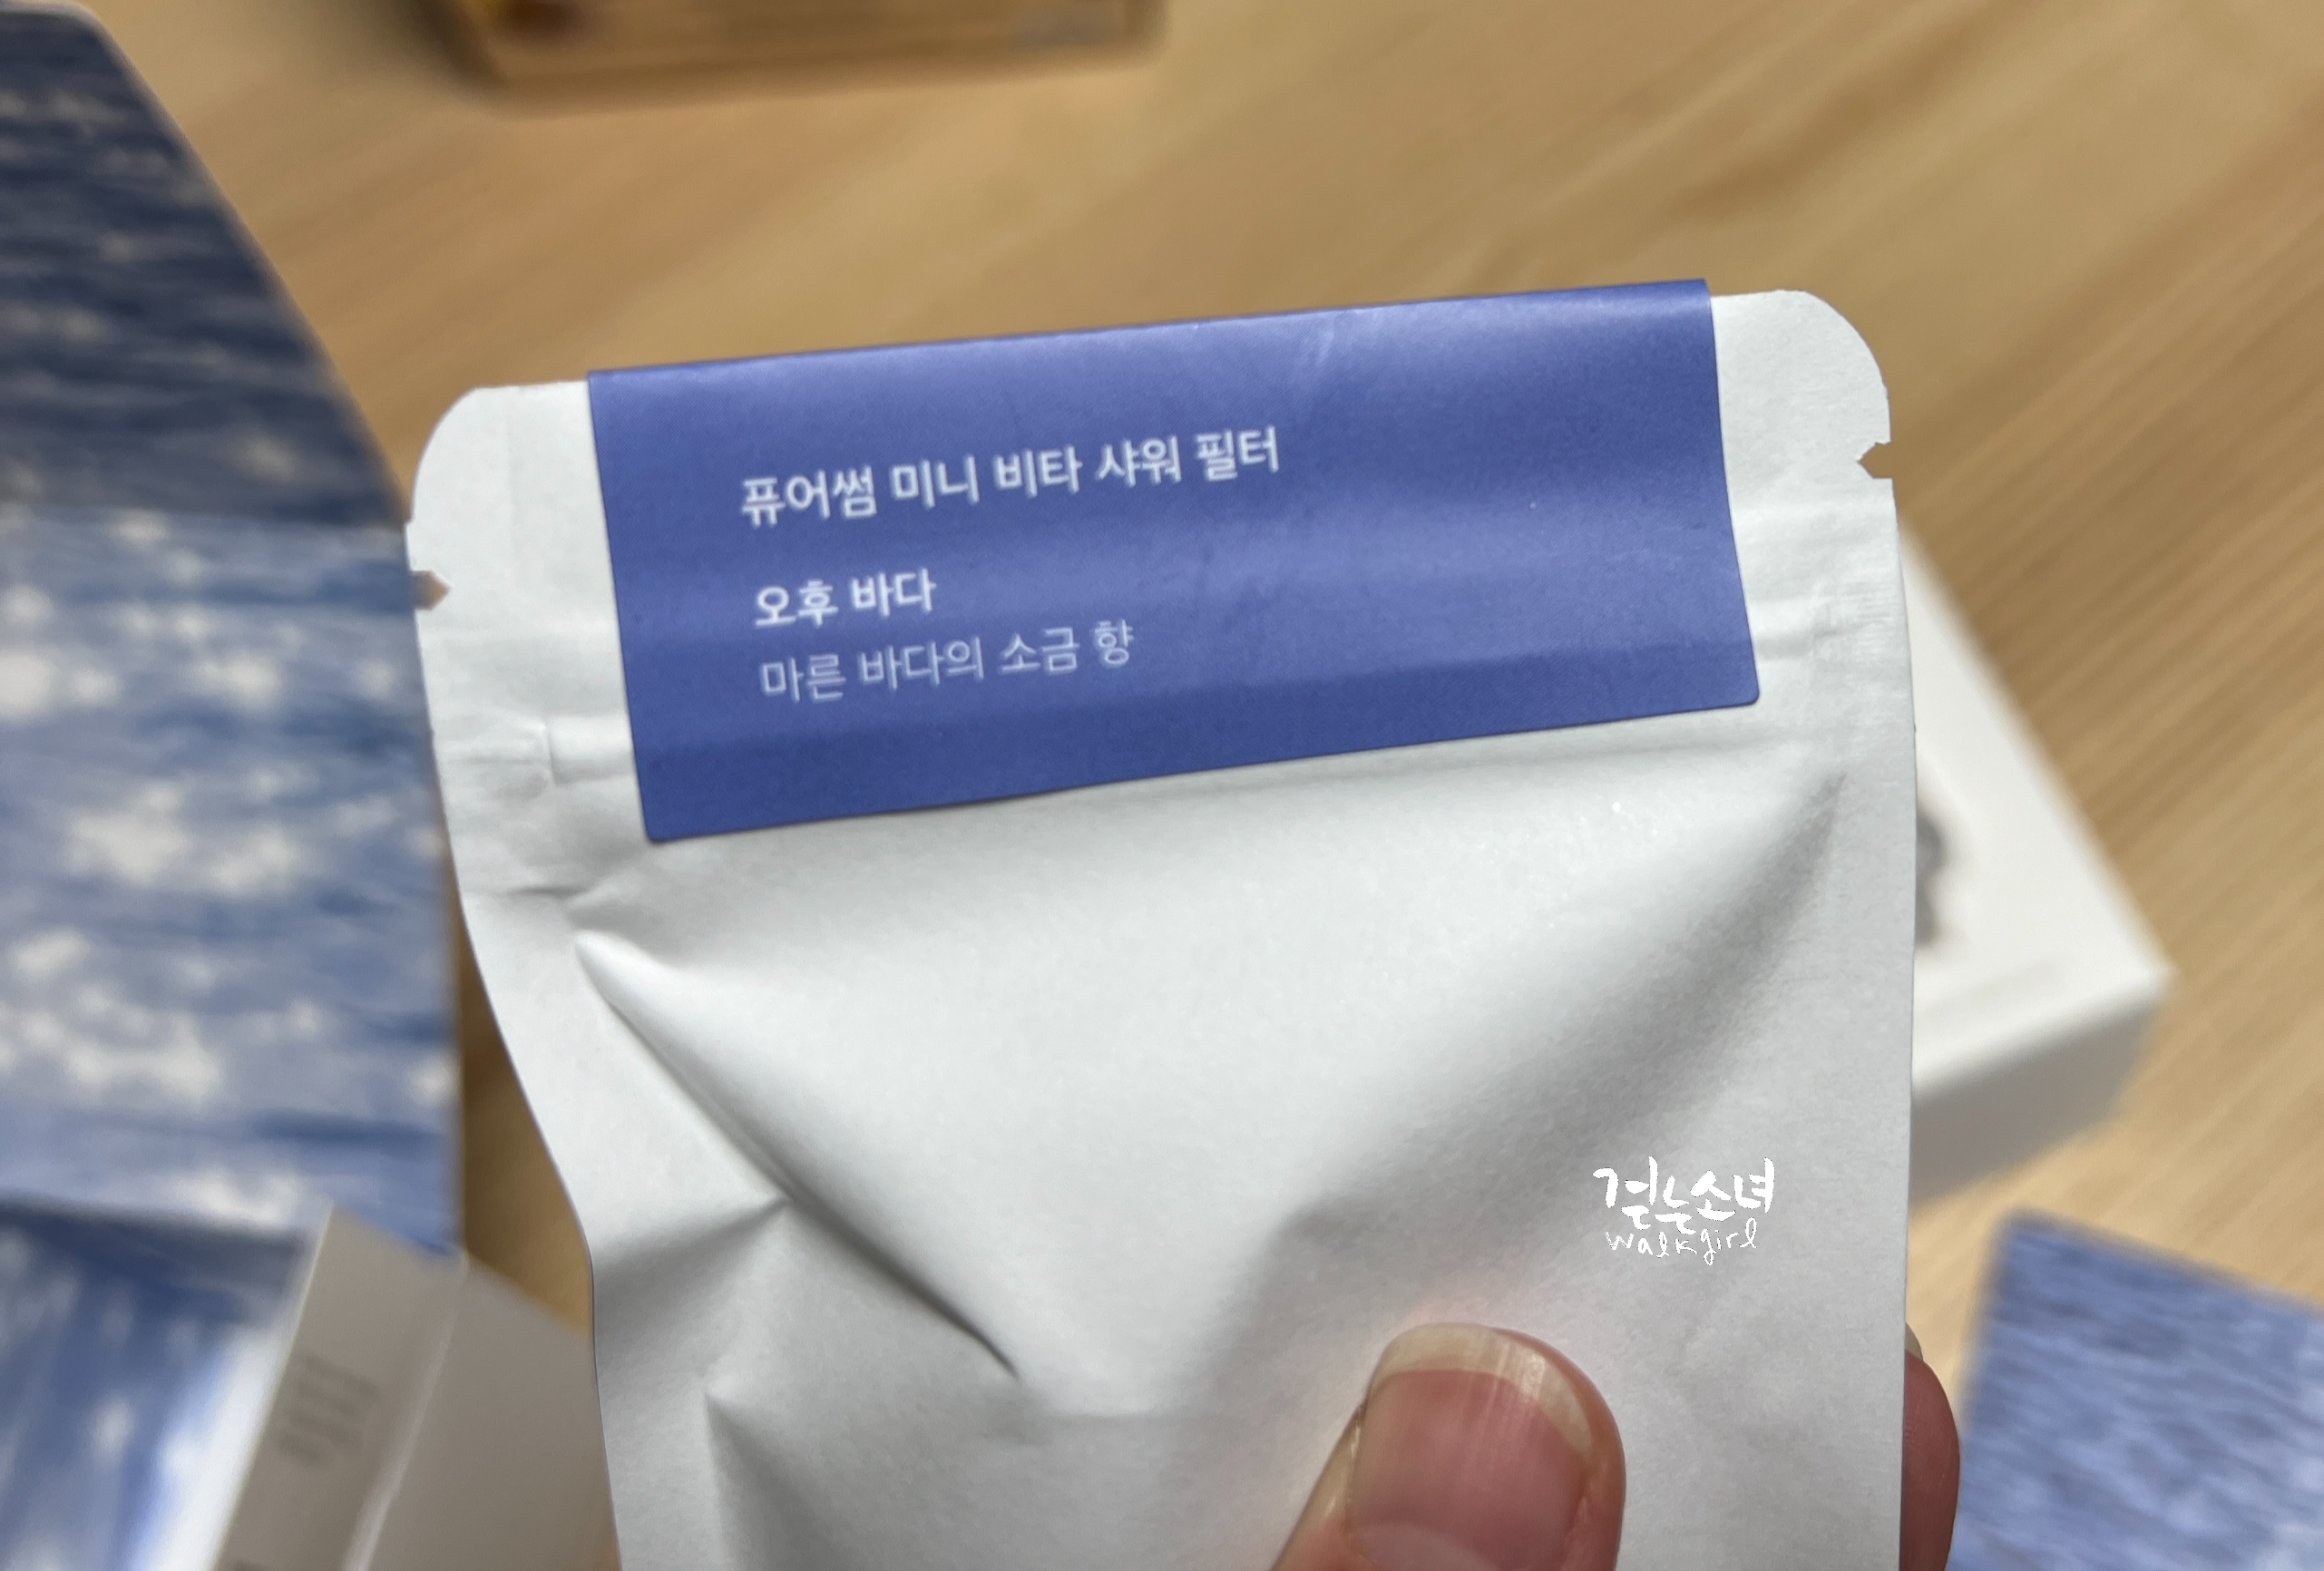 퓨어썸 미니 비타 샤워 필터
오후 바다
마른 바다의 소금 향
걷는소녀
walkgirl